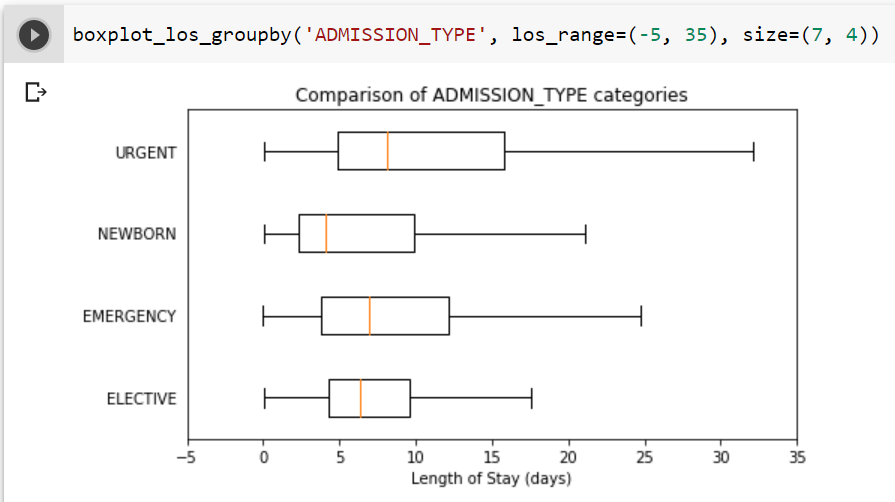 boxplot_los_groupby('ADMISSION_TYPE', los_range=(-5, 35), size=(7, 4))
Comparison of ADMISSION_TYPE categories
URGENT
NEWBORN
EMERGENCY
ELECTIVE
−5 0 5 10 15 20 25 30 35
Length of Stay (days)